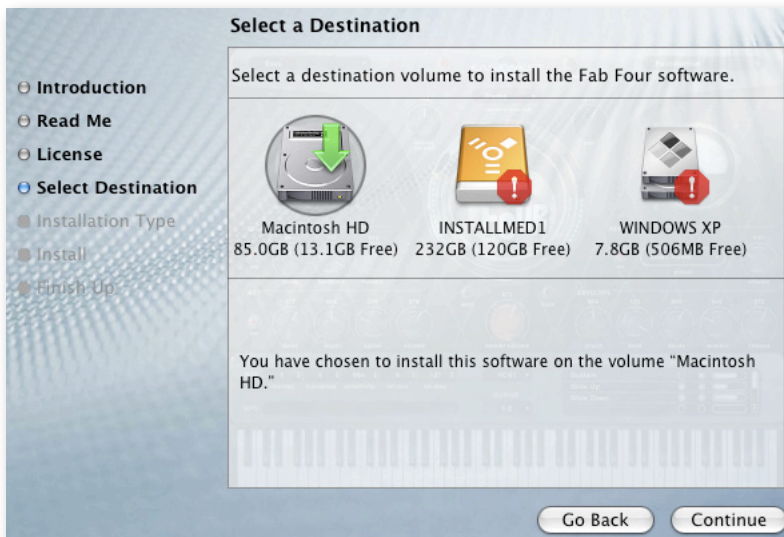 Select a Destination
Introduction
Read Me
License
Select Destination
Installation Type
Install
Finish Up
Select a destination volume to install the Fab Four software.
Macintosh HD
85.0GB (13.1GB Free)
INSTALLMED1
232GB (120GB Free)
WINDOWS XP
7.8GB (506MB Free)
You have chosen to install this software on the volume “Macintosh
HD.”
Go Back
Continue